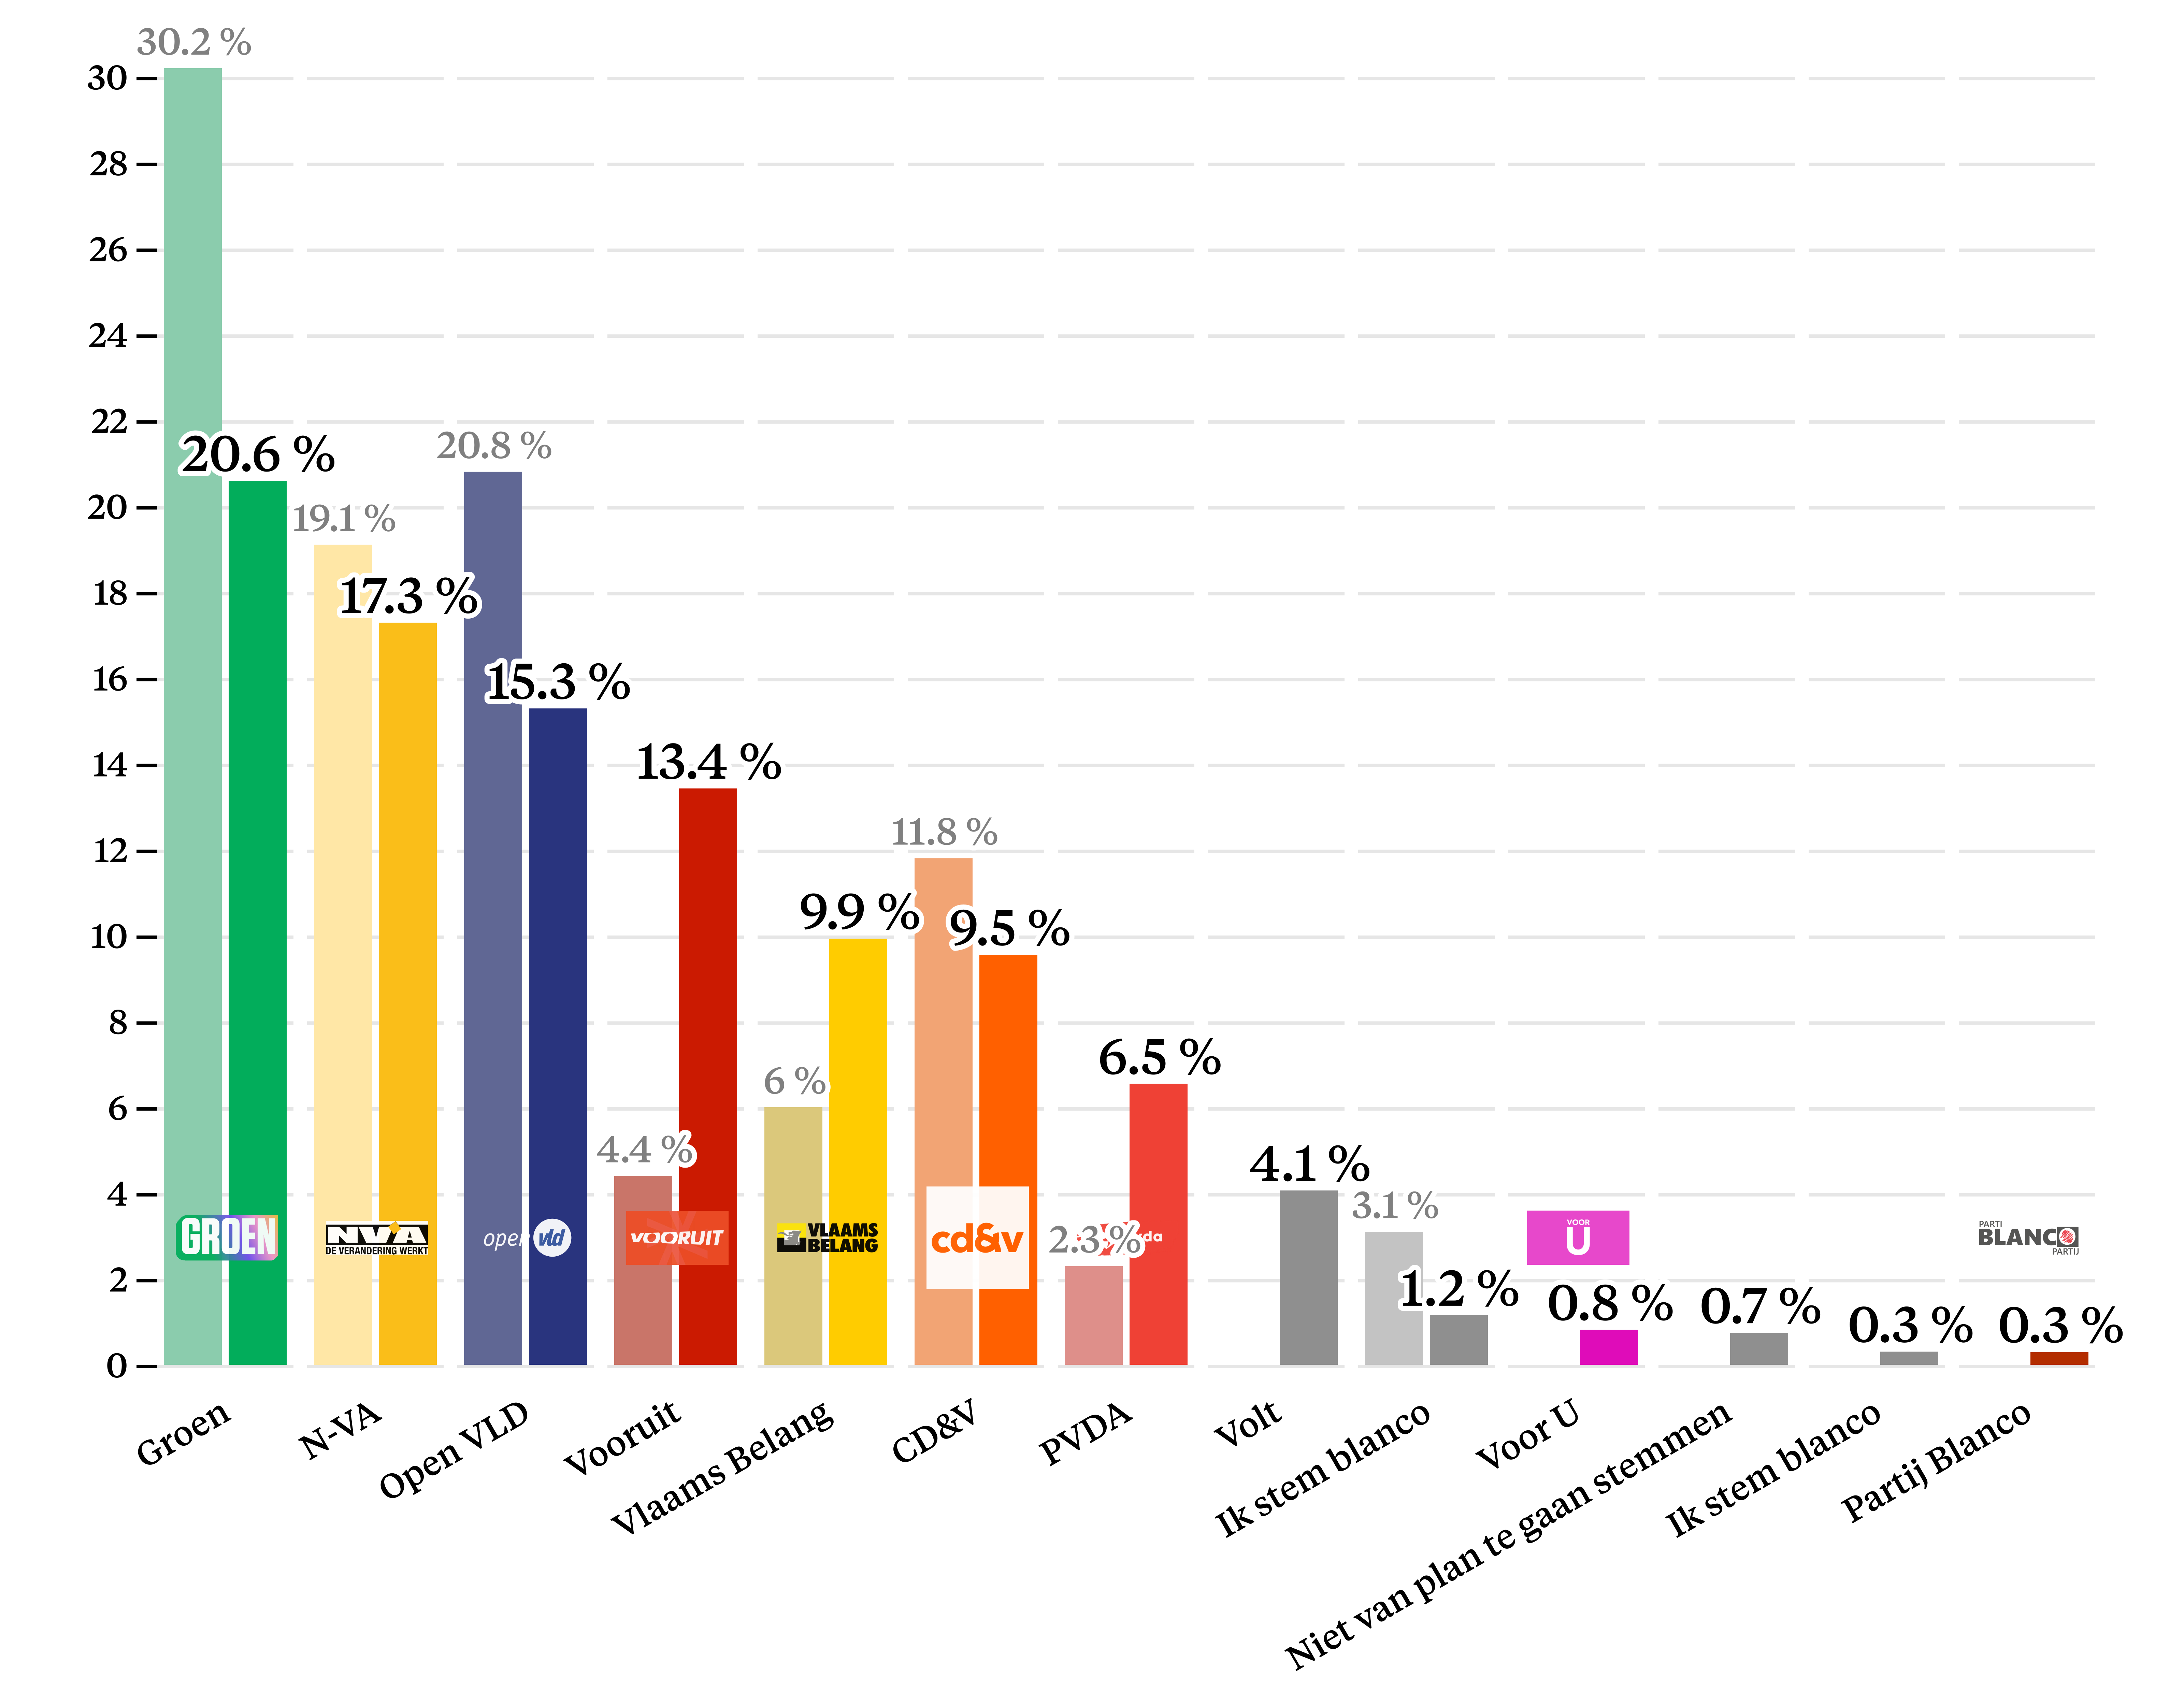 30.2 %
30
28
26
24
22
20
18
16
14
12
10
8
6
4
2
0
20.6 %
19.1 %
17.3 %
20.8 %
15.3 %
4.4 %
13.4 %
6 %
9.9 %
11.8 %
9.5 %
2.3 %
6.5 %
4.1 %
3.1 %
1.2 %
0.8 %
0.7 %
0.3 %
0.3 %
GROEN
N-VA
DE VERANDERING WERKT
open vld
VOORUIT
VLAAMS
BELANG
cd&v
VOOR
U
PARTI
BLANCO
PARTIJ
Groen
N-VA
Open VLD
Vooruit
Vlaams Belang
CD&V
PVDA
Volt
Ik stem blanco
Voor U
Niet van plan te gaan stemmen
Ik stem blanco
Partij Blanco